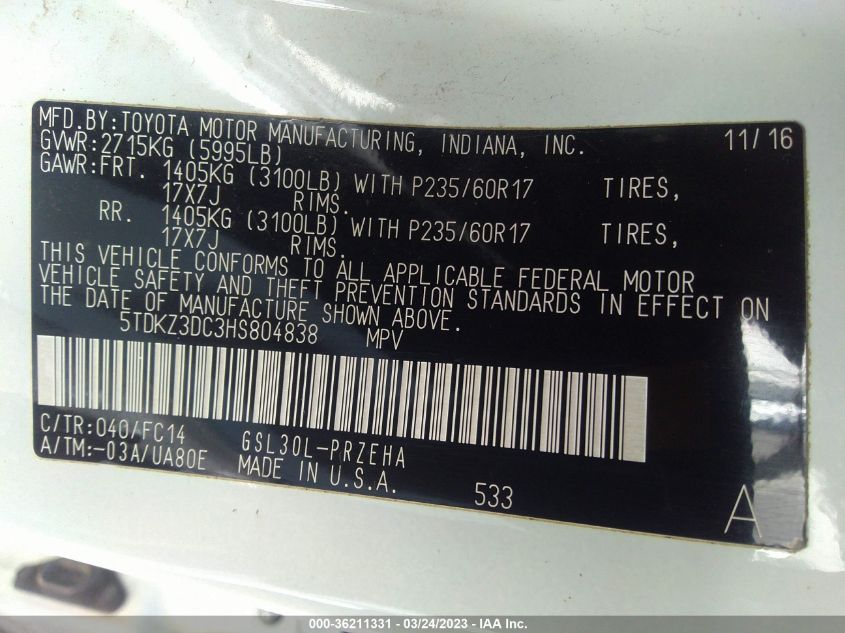 MFD.BY:TOYOTA MOTOR MANUFACTURING, INDIANA, INC. 11/16
GVWR:2715KG (5995LB)
GAWR:FRT. 1405KG (3100LB) WITH P235/60R17 TIRES,
17X7J RIMS.
RR. 1405KG (3100LB) WITH P235/60R17 TIRES,
17X7J RIMS.
THIS VEHICLE CONFORMS TO ALL APPLICABLE FEDERAL MOTOR
VEHICLE SAFETY AND THEFT PREVENTION STANDARDS IN EFFECT ON
THE DATE OF MANUFACTURE SHOWN ABOVE.
5TDKZ3DC3HS804838 MPV
C/TR:040/FC14 GSL30L-PRZEHA
A/TM:-03A/UA80E MADE IN U.S.A. 533 A
000-36211331 - 03/24/2023 - IAAI.COM